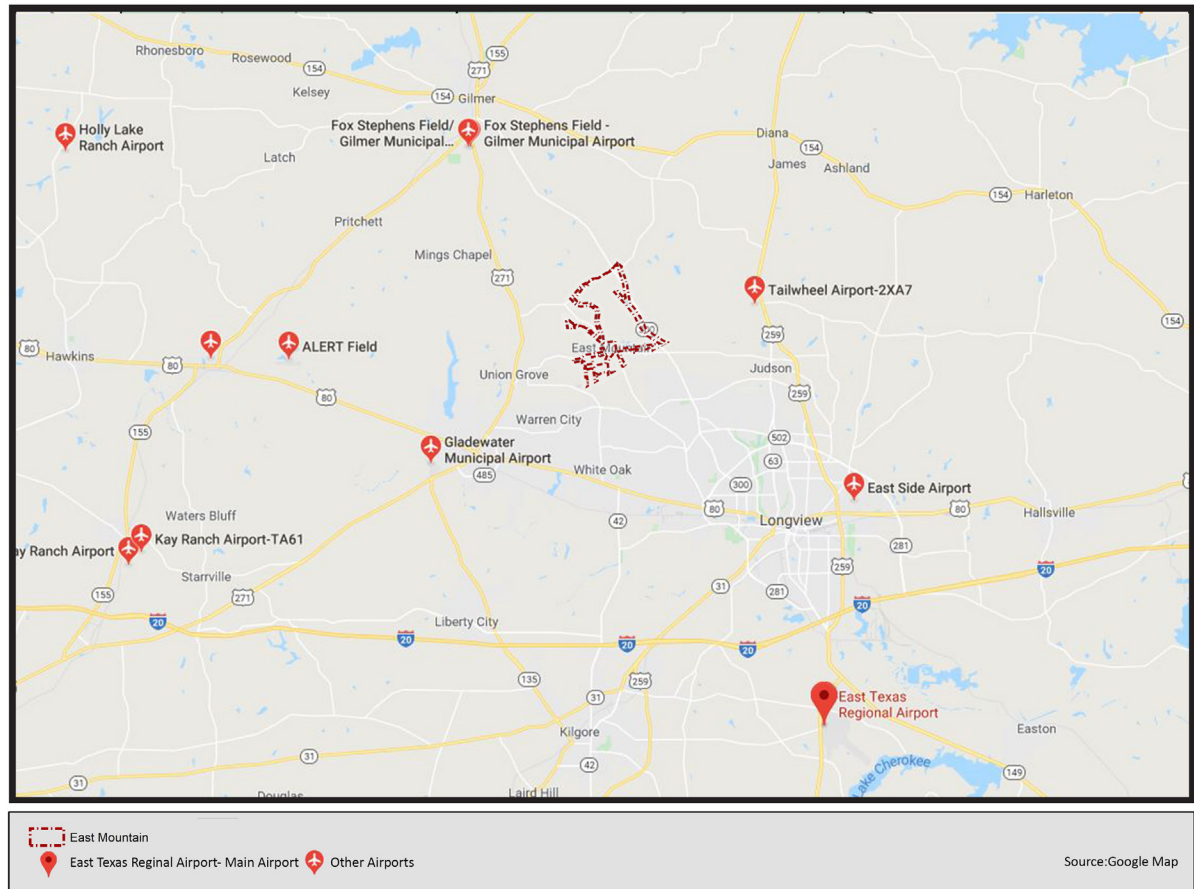 155
Rhonesboro
Rosewood
154
271
Kelsey
154
Gilmer
Holly Lake
Ranch Airport
Fox Stephens Field/
Gilmer Municipal...
Fox Stephens Field -
Gilmer Municipal Airport
Diana
154
Latch
James
Ashland
154
Harleton
Pritchett
Mings Chapel
271
Tailwheel Airport-2XA7
154
259
80
Hawkins
ALERT Field
East Mountain
80
Union Grove
Judson
80
259
Warren City
155
Gladewater
Municipal Airport
502
63
White Oak
485
300
East Side Airport
80
80
Hallsville
Waters Bluff
42
Longview
Kay Ranch Airport-TA61
ay Ranch Airport
281
Starrville
259
20
31
281
155
271
20
20
Liberty City
20
20
20
135
259
31
East Texas
Regional Airport
Kilgore
Easton
31
42
149
Lake Cherokee
31
Douglas
Laird Hill
East Mountain
East Texas Reginal Airport- Main Airport
Other Airports
Source:Google Map